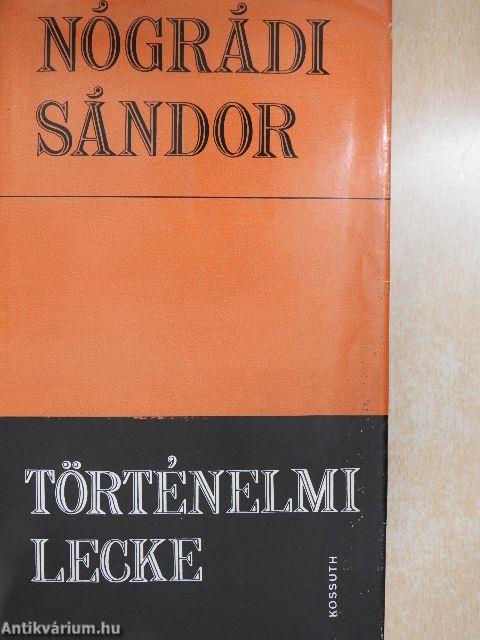 NÓGRÁDI
SÁNDOR
TÖRTÉNELMI
LECKE
KOSSUTH
Antikvárium.hu